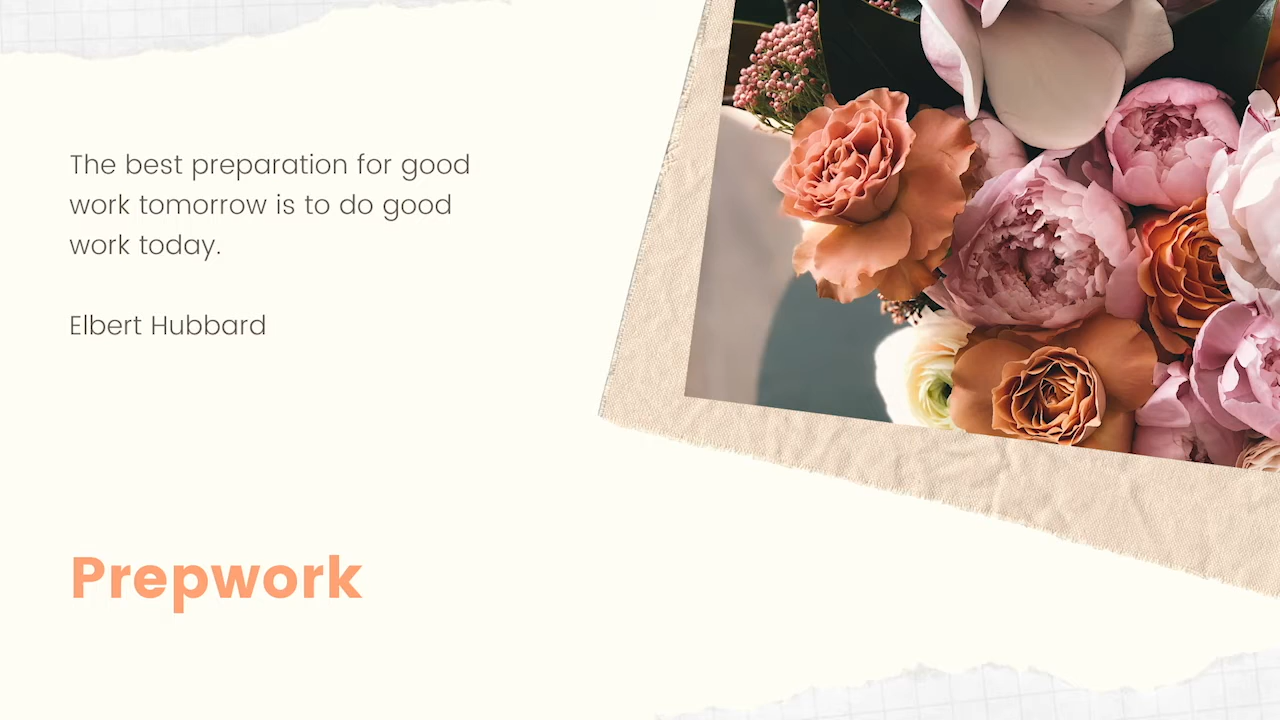 The best preparation for good
work tomorrow is to do good
work today.
Elbert Hubbard
Prepwork